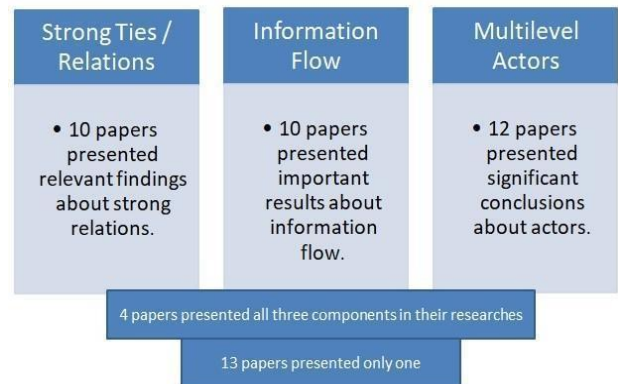 Strong Ties /
Relations
• 10 papers
presented
relevant findings
about strong
relations.
Information
Flow
• 10 papers
presented
important
results about
information
flow.
Multilevel
Actors
• 12 papers
presented
significant
conclusions
about actors.
4 papers presented all three components in their researches
13 papers presented only one